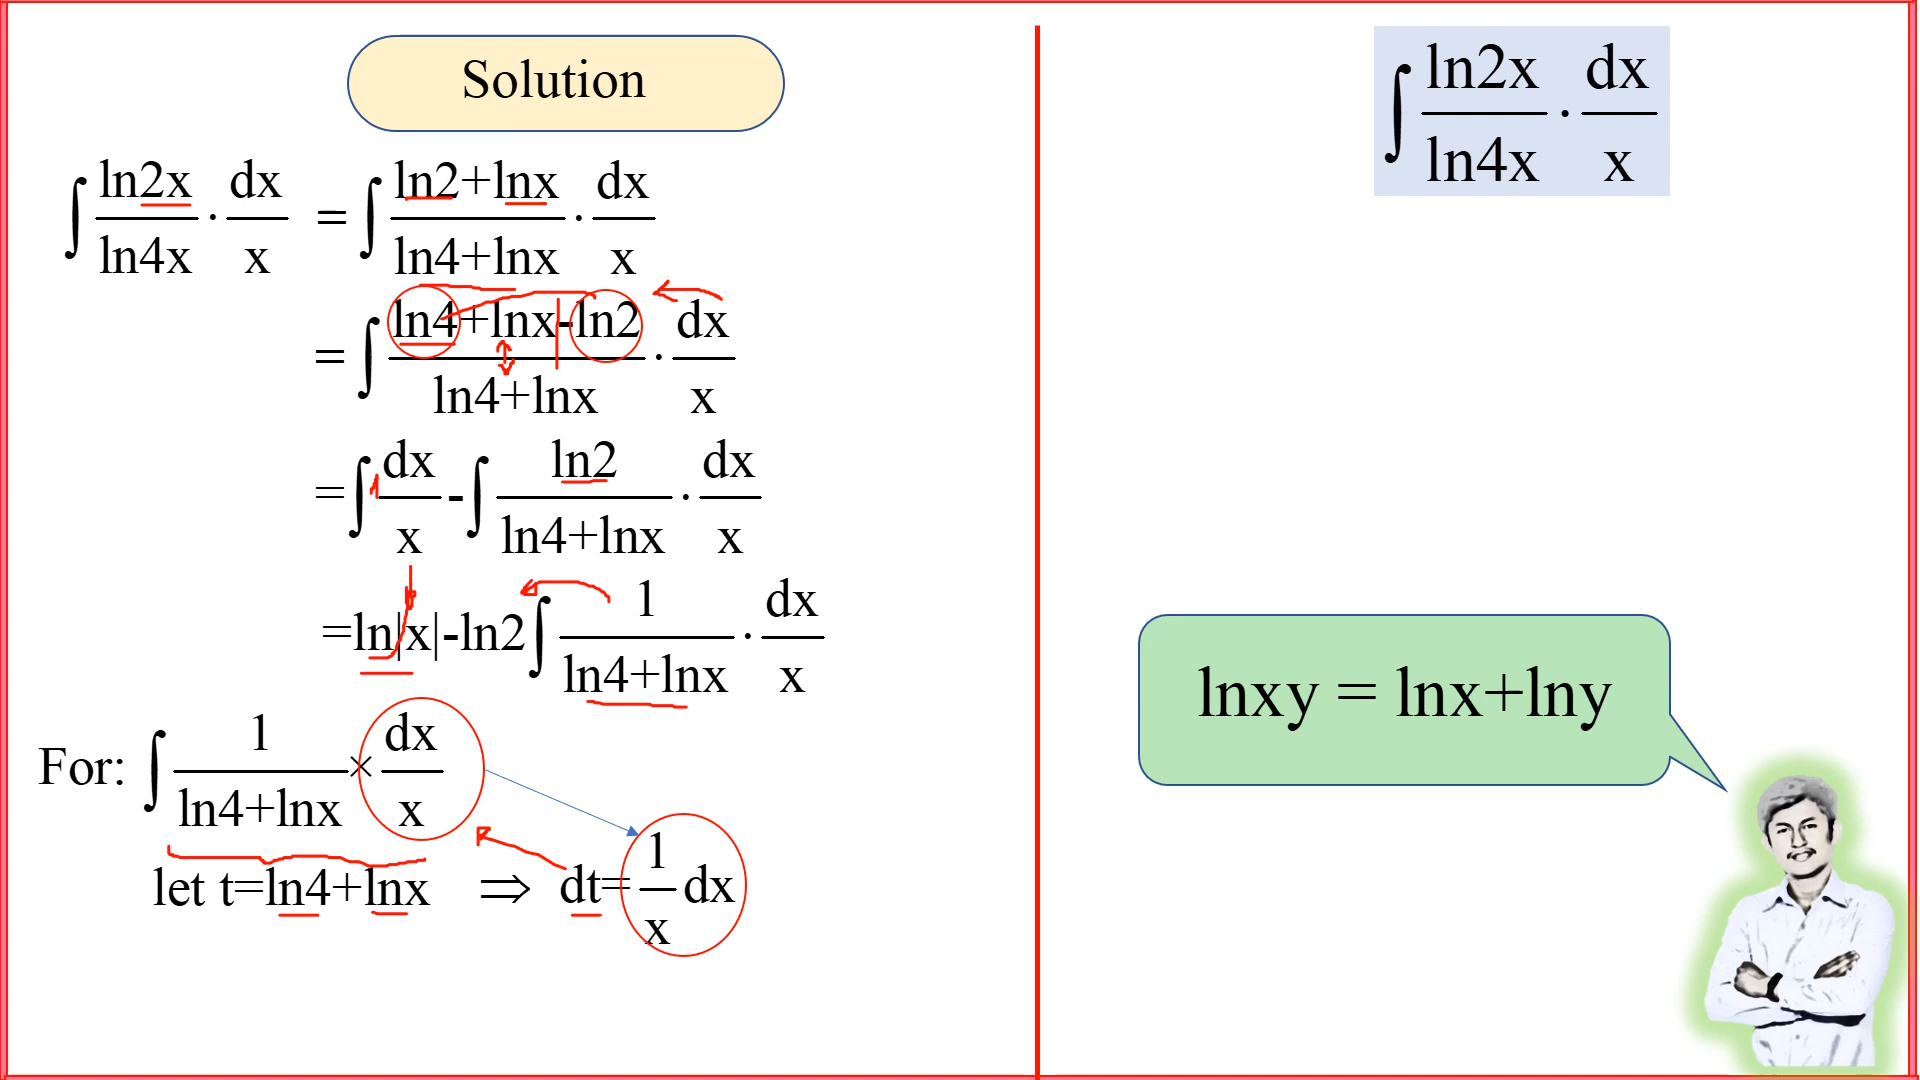 Solution
∫ ln2x/ln4x · dx/x = ∫ ln2+lnx/ln4+lnx · dx/x
= ∫ ln4+lnx-ln2/ln4+lnx · dx/x
= ∫ 1 dx/x - ∫ ln2/ln4+lnx · dx/x
=ln|x|-ln2 ∫ 1/ln4+lnx · dx/x
For: ∫ 1/ln4+lnx × dx/x
let t=ln4+lnx ⇒ dt= 1/x dx
∫ ln2x/ln4x · dx/x
lnxy = lnx+lny